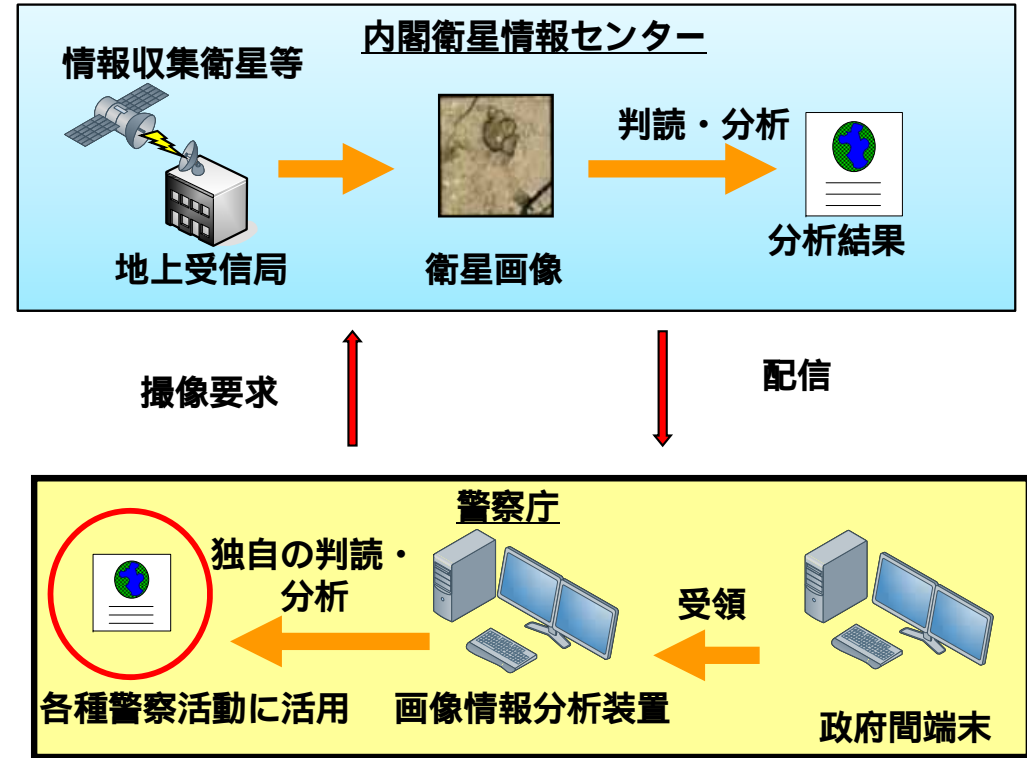 内閣衛星情報センター
情報収集衛星等
判読・分析
地上受信局
衛星画像
分析結果
撮像要求
配信
警察庁
独自の判読・
分析
受領
各種警察活動に活用
画像情報分析装置
政府間端末